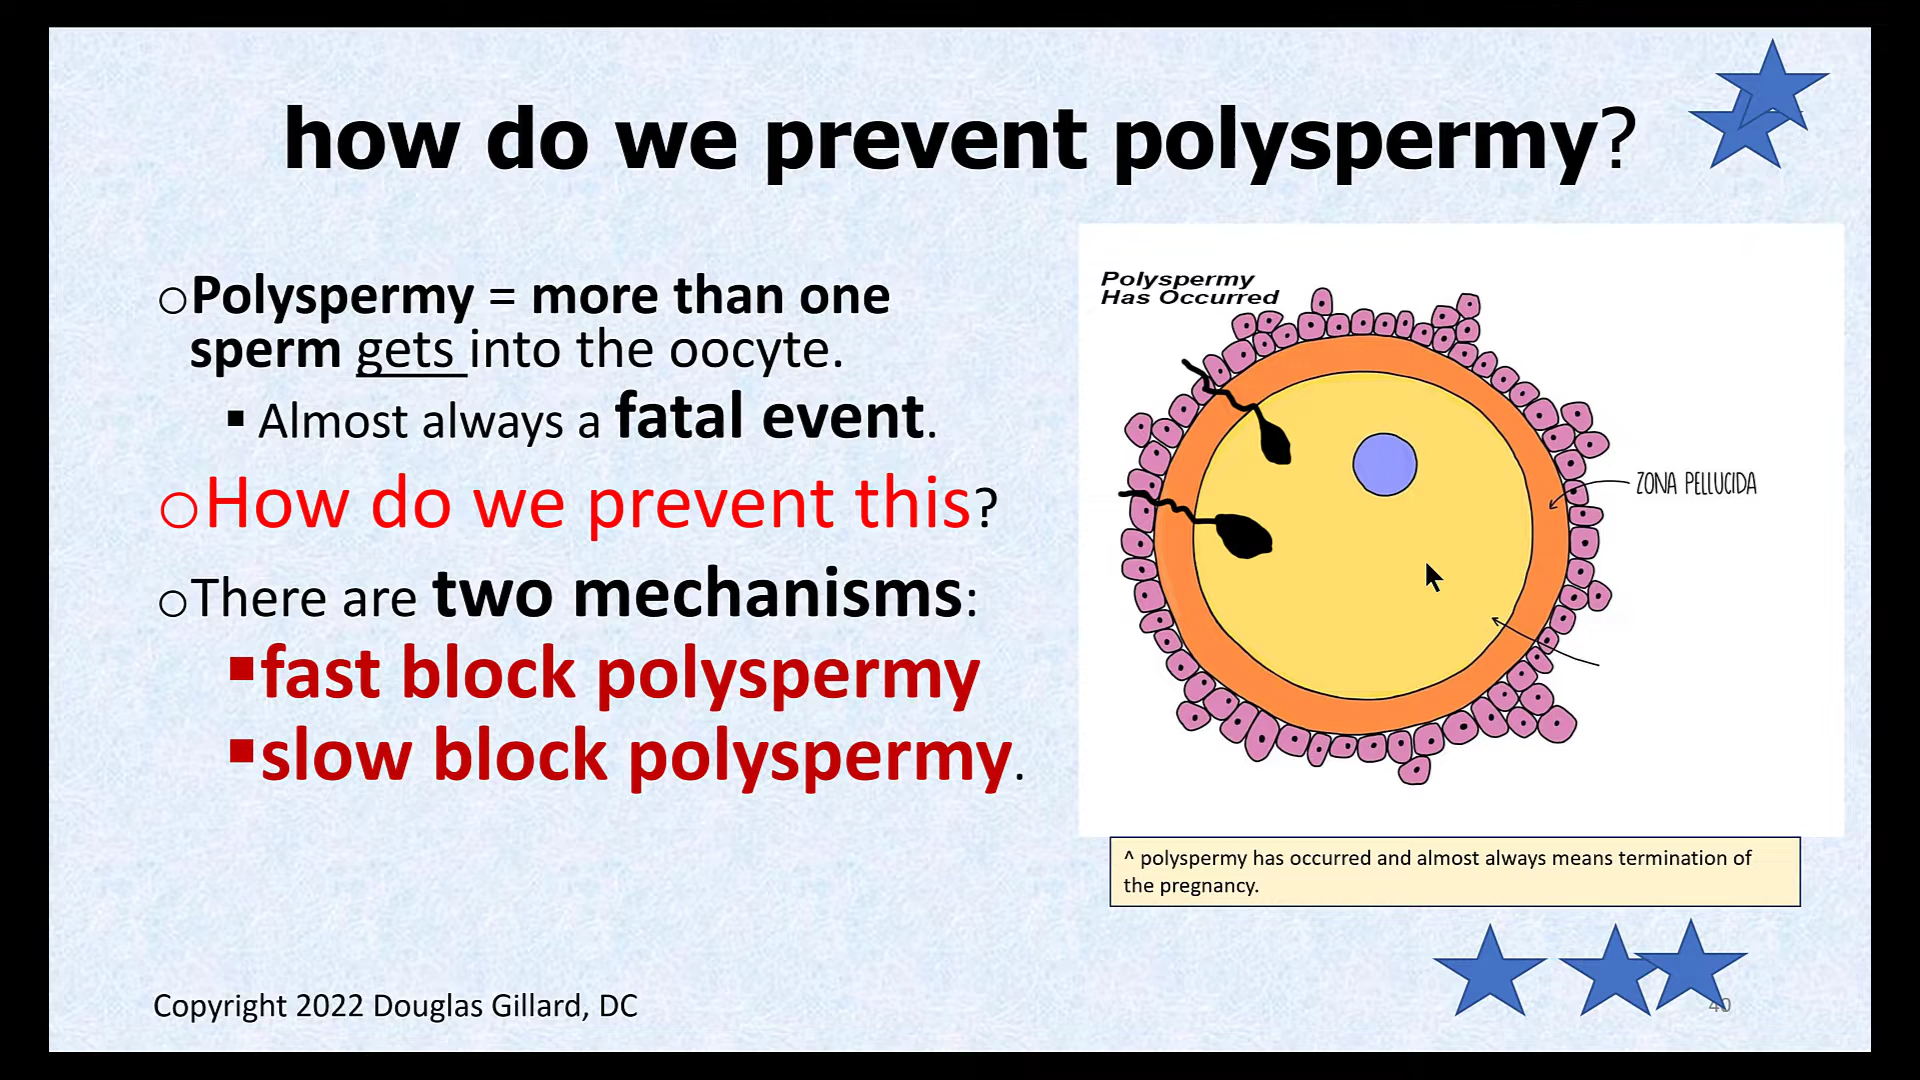 how do we prevent polyspermy?
oPolyspermy = more than one
sperm gets into the oocyte.
▪ Almost always a fatal event.
oHow do we prevent this?
oThere are two mechanisms:
▪fast block polyspermy
▪slow block polyspermy.
Polyspermy
Has Occurred
ZONA PELLUCIDA
^ polyspermy has occurred and almost always means termination of
the pregnancy.
Copyright 2022 Douglas Gillard, DC
40